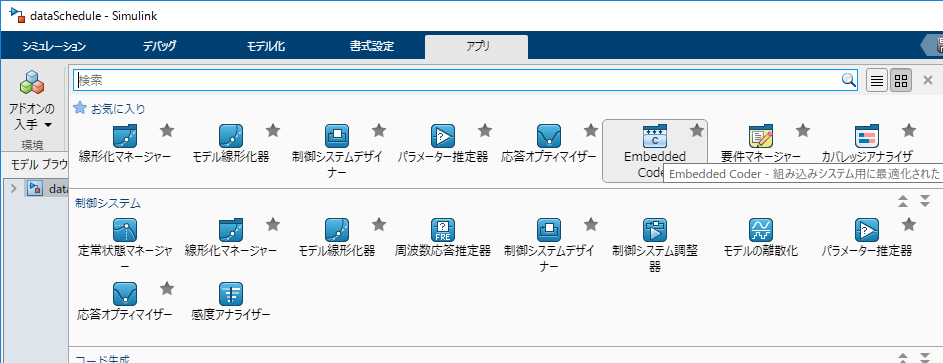 dataSchedule - Simulink
シミュレーション デバッグ モデル化 書式設定 アプリ
アドオンの
入手
環境
検索
お気に入り
線形化マネージャー モデル線形化器 制御システムデザイ
ナー パラメーター推定器 応答オプティマイザー Embedded
Coder 要件マネージャー カバレッジアナライザ
Embedded Coder - 組み込みシステム用に最適化された
モデル ブラウ
data
制御システム
定常状態マネージャ
ー 線形化マネージャー モデル線形化器 周波数応答推定器 制御システムデザイ
ナー 制御システム調整
器 モデルの離散化 パラメーター推定器
応答オプティマイザー 感度アナライザー
コード生成